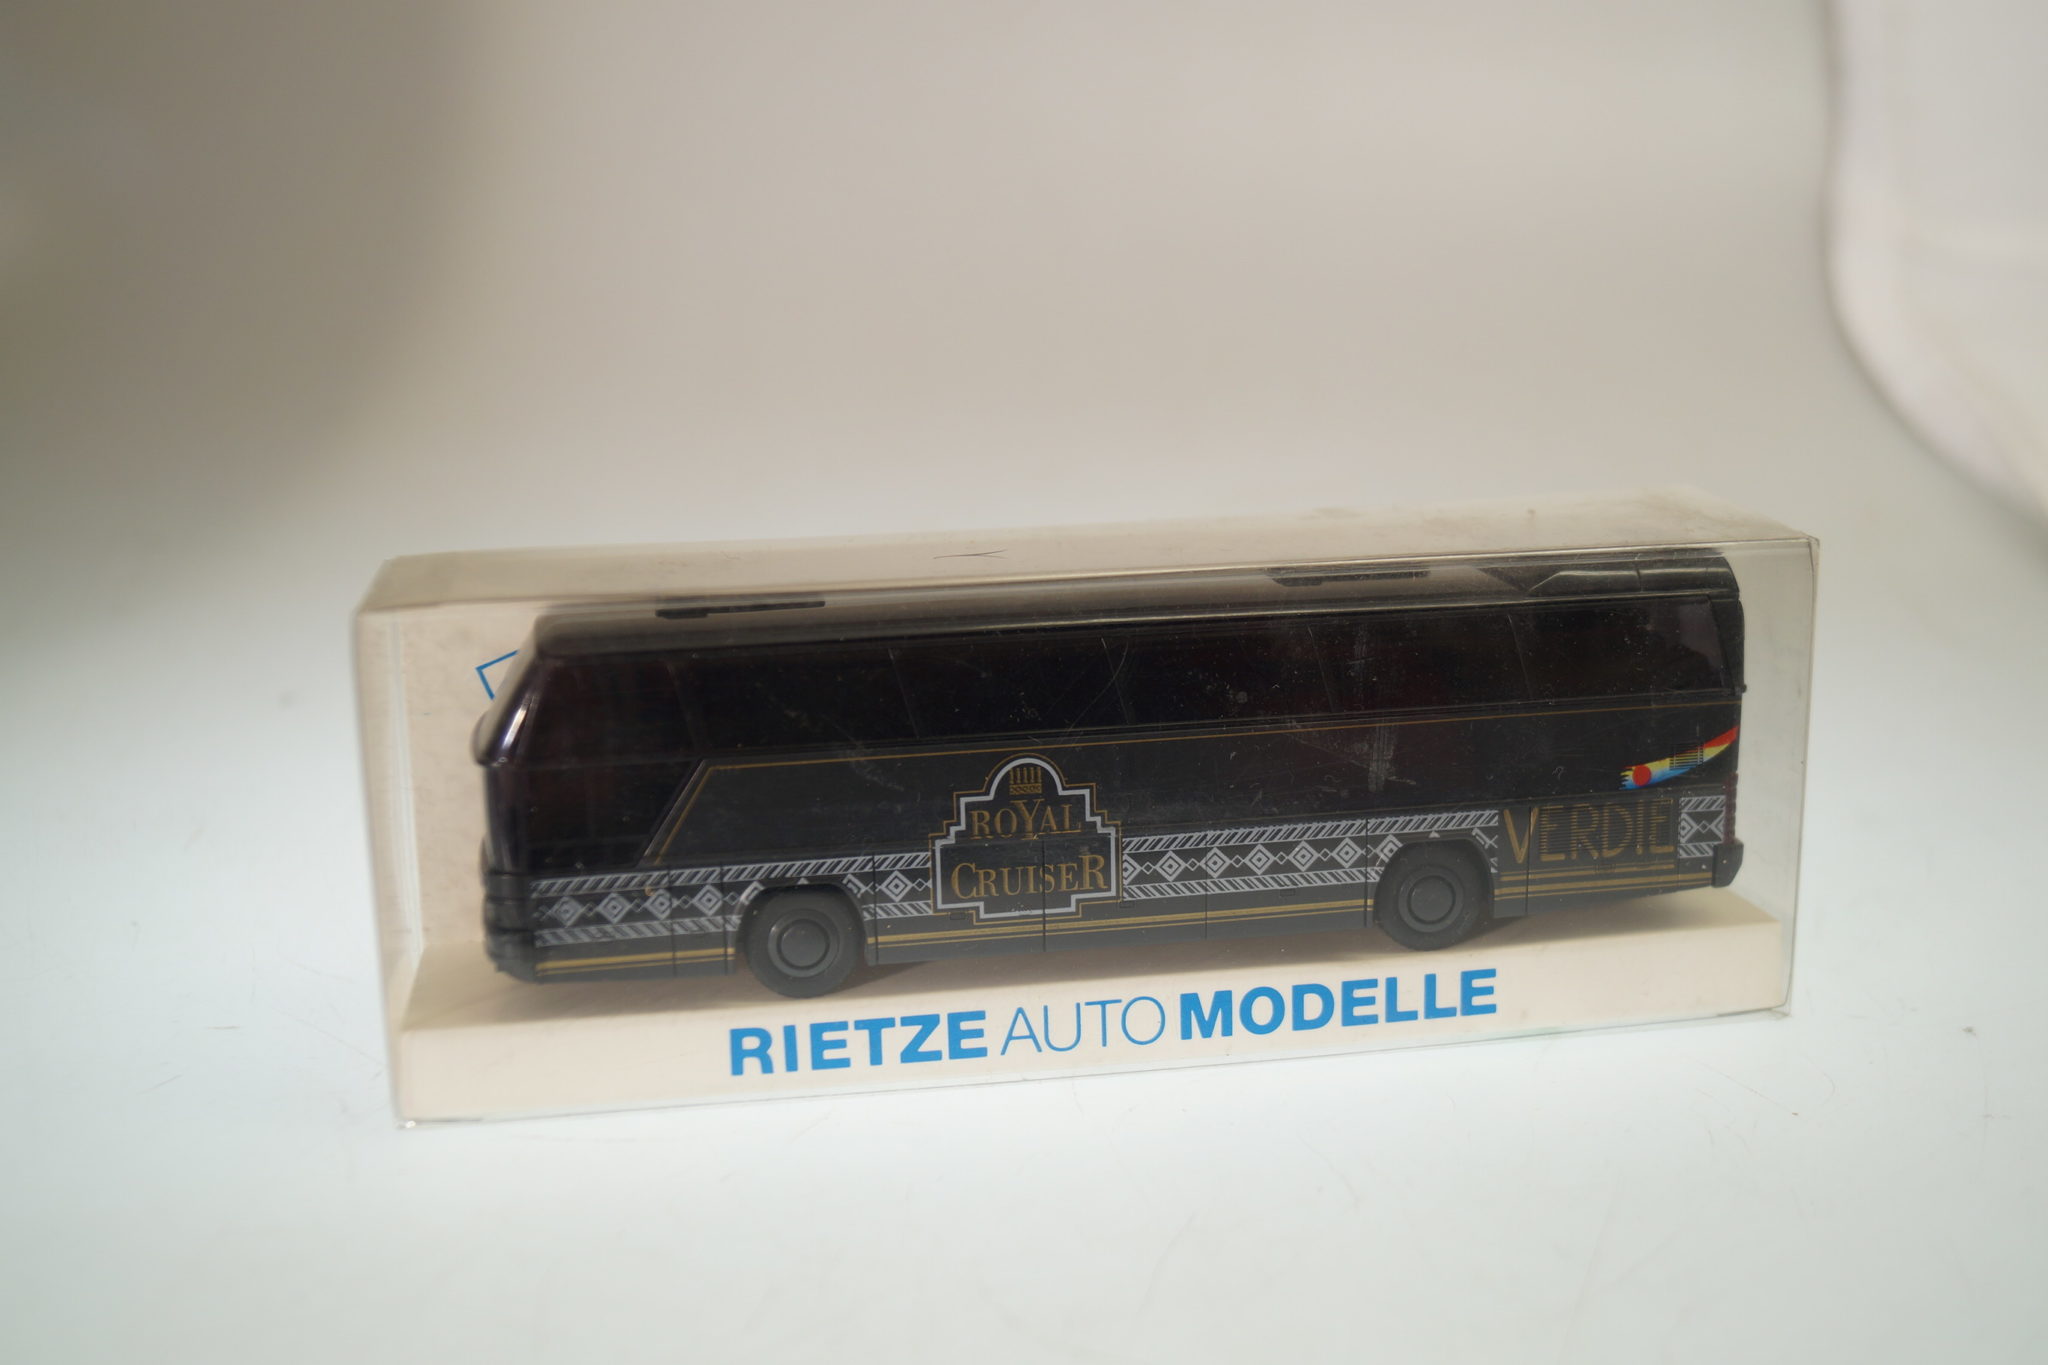 ROYAL
CRUISER
VERDIE
RIETZE AUTO MODELLE